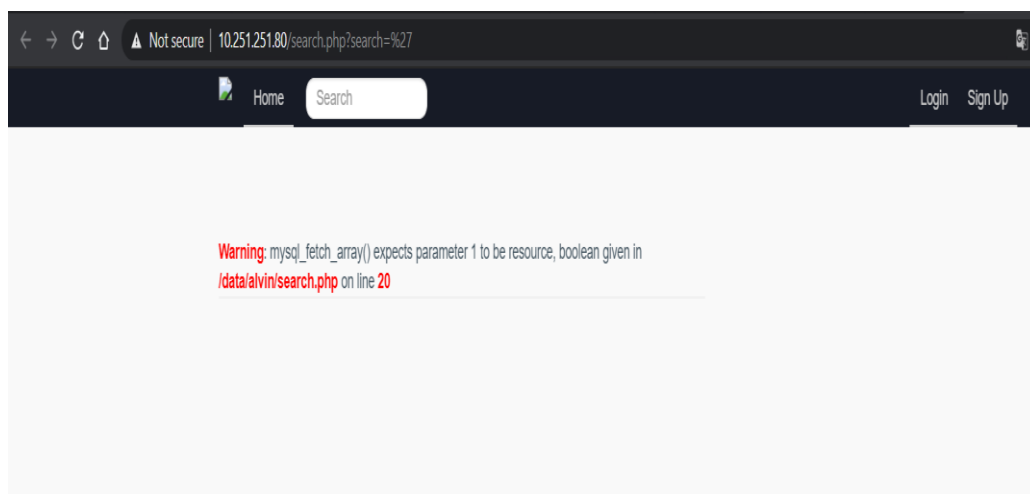 Not secure | 10.251.251.80/search.php?search=%27
Home Search Login Sign Up
Warning: mysql_fetch_array() expects parameter 1 to be resource, boolean given in
/data/alvin/search.php on line 20